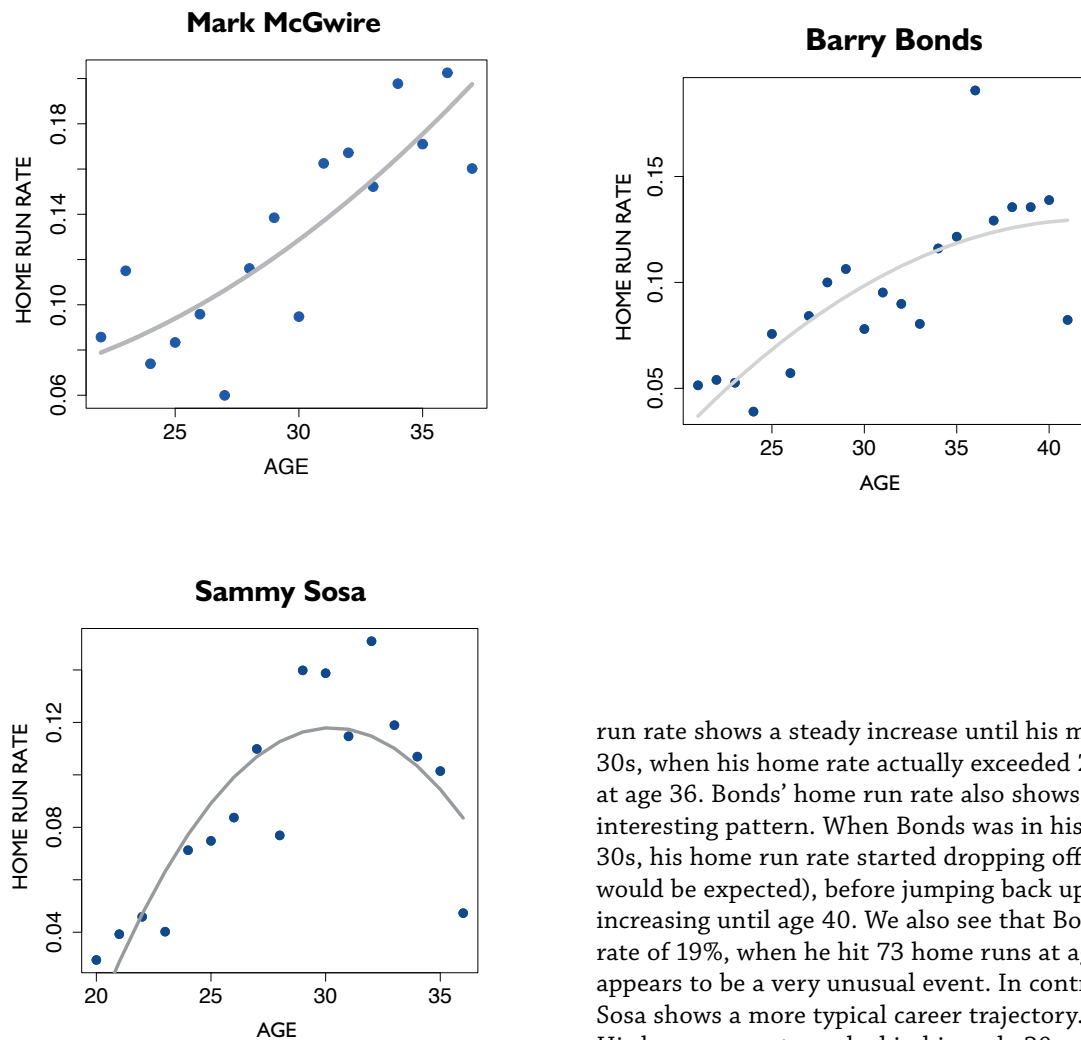 Mark McGwire
HOME RUN RATE
0.18
0.14
0.10
0.06
25 30 35
AGE
Barry Bonds
HOME RUN RATE
0.15
0.10
0.05
25 30 35 40
AGE
Sammy Sosa
HOME RUN RATE
0.12
0.08
0.04
20 25 30 35
AGE
run rate shows a steady increase until his
30s, when his home rate actually exceeded
at age 36. Bonds’ home run rate also shows
interesting pattern. When Bonds was in his
30s, his home run rate started dropping off
would be expected), before jumping back up
increasing until age 40. We also see that
rate of 19%, when he hit 73 home runs at
appears to be a very unusual event. In
Sosa shows a more typical career trajectory.